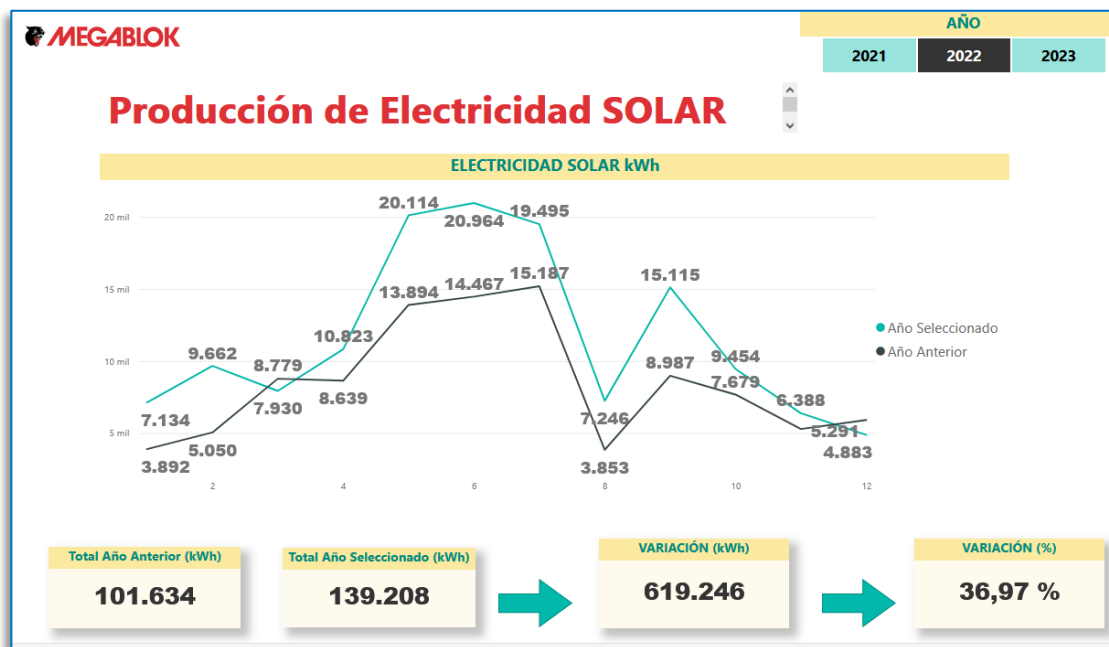 MEGABLOK
AÑO
2021 2022 2023
Producción de Electricidad SOLAR
ELECTRICIDAD SOLAR kWh
20 mil
15 mil
10 mil
5 mil
20.114
20.964
19.495
15.187
14.467
13.894
15.115
10.823
9.662
8.779
8.639
7.930
7.134
5.050
3.892
7.246
3.853
8.987
9.454
7.679
6.388
5.291
4.883
2 4 6 8 10 12
Año Seleccionado
Año Anterior
Total Año Anterior (kWh)
101.634
Total Año Seleccionado (kWh)
139.208
VARIACIÓN (kWh)
619.246
VARIACIÓN (%)
36,97 %